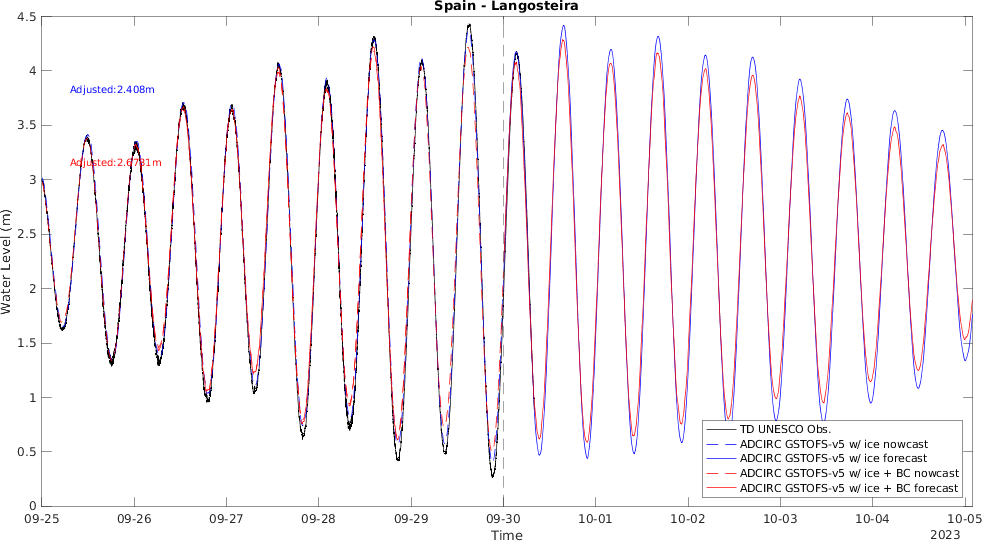 Spain - Langosteira
Water Level (m)
4.5
4
3.5
3
2.5
2
1.5
1
0.5
0
Adjusted:2.408m
Adjusted:2.6781m
TD UNESCO Obs.
ADCIRC GSTOFS-v5 w/ ice nowcast
ADCIRC GSTOFS-v5 w/ ice forecast
ADCIRC GSTOFS-v5 w/ ice + BC nowcast
ADCIRC GSTOFS-v5 w/ ice + BC forecast
09-25 09-26 09-27 09-28 09-29 09-30 10-01 10-02 10-03 10-04 10-05
Time
2023